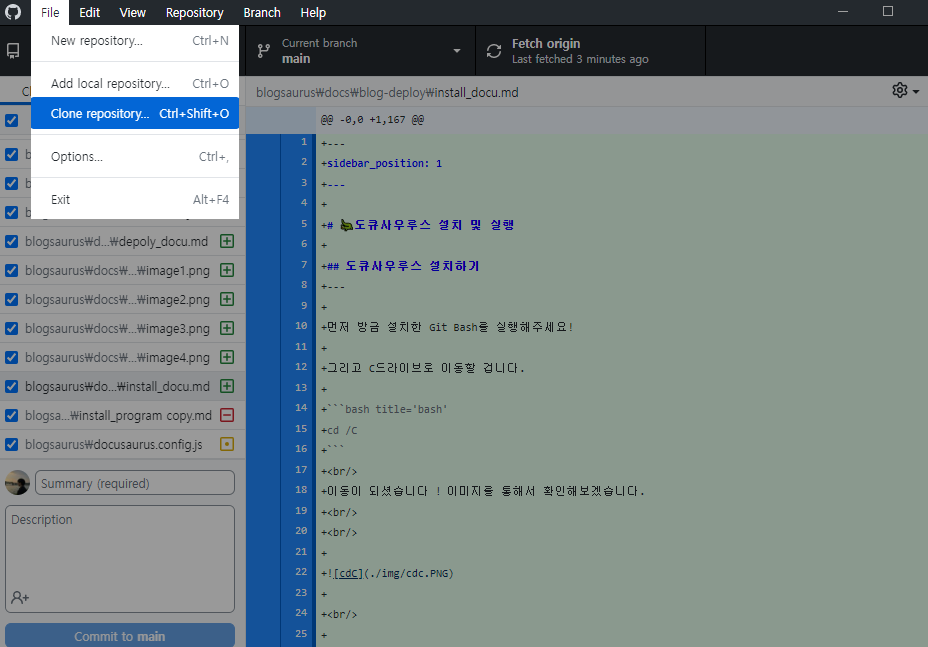 File Edit View Repository Branch Help
New repository... Ctrl+N
Add local repository... Ctrl+O
Clone repository... Ctrl+Shift+O
Options... Ctrl+,
Exit Alt+F4
Current branch
main
Fetch origin
Last fetched 3 minutes ago
blogsaurus₩d...₩depoly_docu.md
blogsaurus₩docs₩...₩image1.png
blogsaurus₩docs₩...₩image2.png
blogsaurus₩docs₩...₩image3.png
blogsaurus₩docs₩...₩image4.png
blogsaurus₩do...₩install_docu.md
blogsa...₩install_program copy.md
blogsaurus₩docusaurus.config.js
Summary (required)
Description
Commit to main
blogsaurus₩docs₩blog-deploy₩install_docu.md
@@ -0,0 +1,167 @@
1 +---
2 +sidebar_position: 1
3 +---
4 +
5 +# 🐊도큐사우루스 설치 및 실행
6 +
7 +## 도큐사우루스 설치하기
8 +---
9 +
10 +먼저 방금 설치한 Git Bash를 실행해주세요!
11 +
12 +그리고 C드라이브로 이동할 겁니다.
13 +
14 +```bash title='bash'
15 +cd /C
16 +```
17 +<br/>
18 +이동이 되셨습니다 ! 이미지를 통해서 확인해보겠습니다.
19 +<br/>
20 +<br/>
21 +
22 +![cdC](./img/cdc.PNG)
23 +
24 +<br/>
25 +